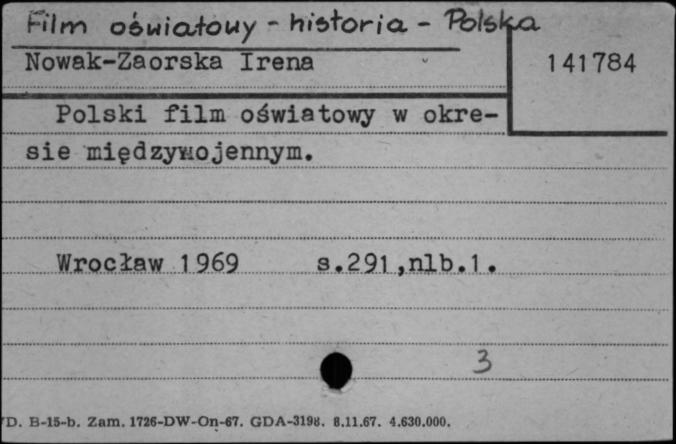 Film oświatowy - historia - Polska
Nowak-Zaorska Irena
141784
Polski film oświatowy w okre-
sie międzywojennym.
Wrocław 1969 s.291,nlb.1.
3
D. B-15-b. Zam. 1726-DW-On-67. GDA-3198. 8.11.67. 4.630.000.